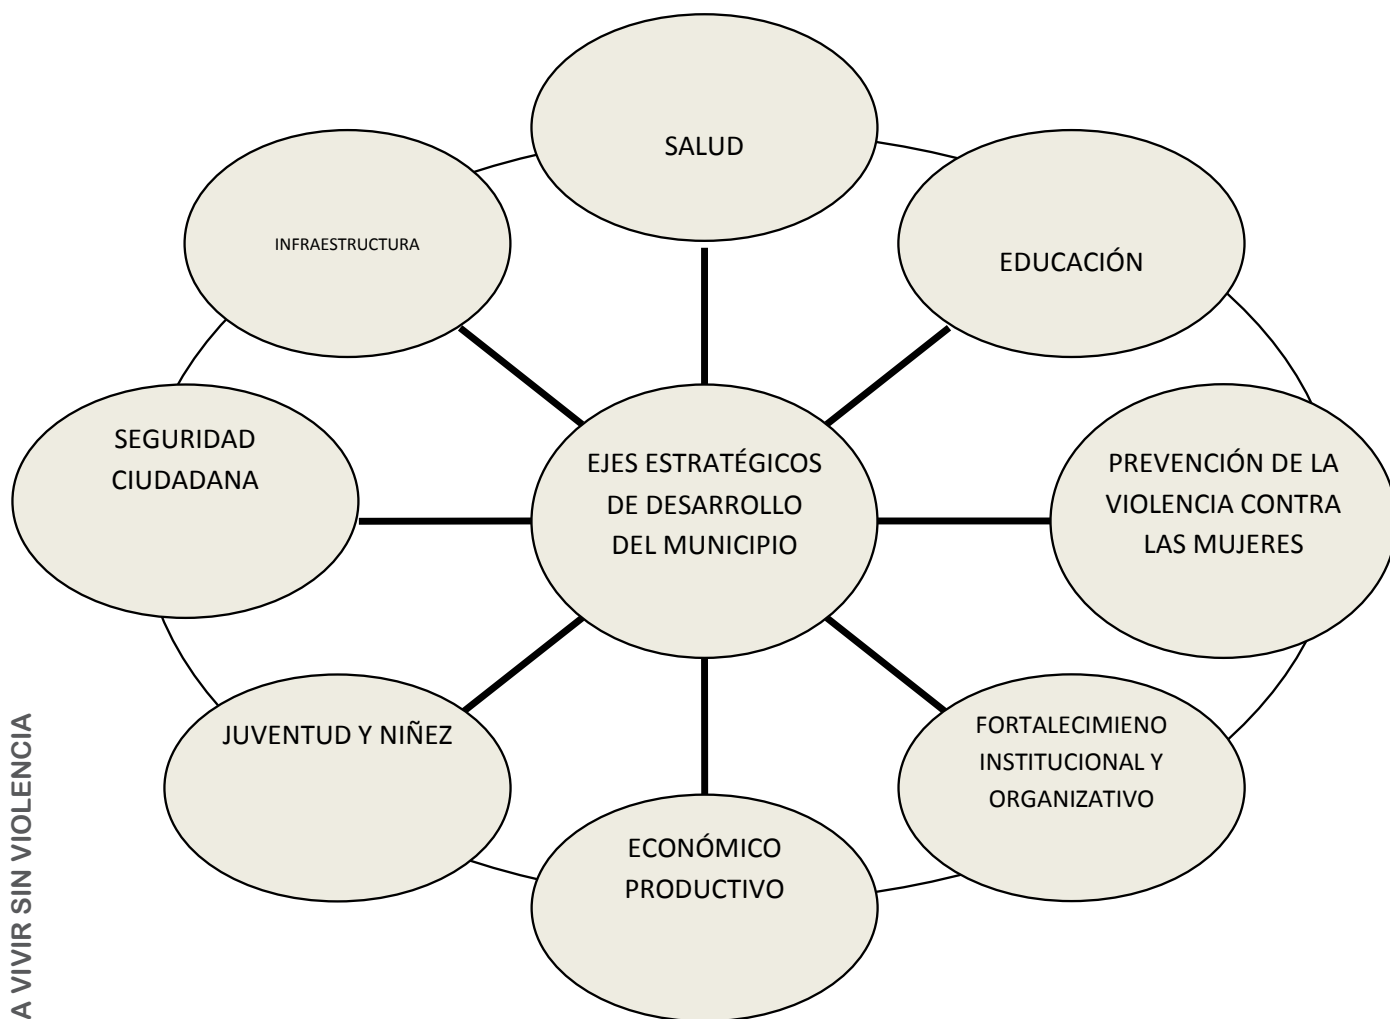 SALUD
INFRAESTRUCTURA
EDUCACIÓN
SEGURIDAD
CIUDADANA
EJES ESTRATÉGICOS
DE DESARROLLO
DEL MUNICIPIO
PREVENCIÓN DE LA
VIOLENCIA CONTRA
LAS MUJERES
JUVENTUD Y NIÑEZ
FORTALECIMIENO
INSTITUCIONAL Y
ORGANIZATIVO
ECONÓMICO
PRODUCTIVO
A VIVIR SIN VIOLENCIA